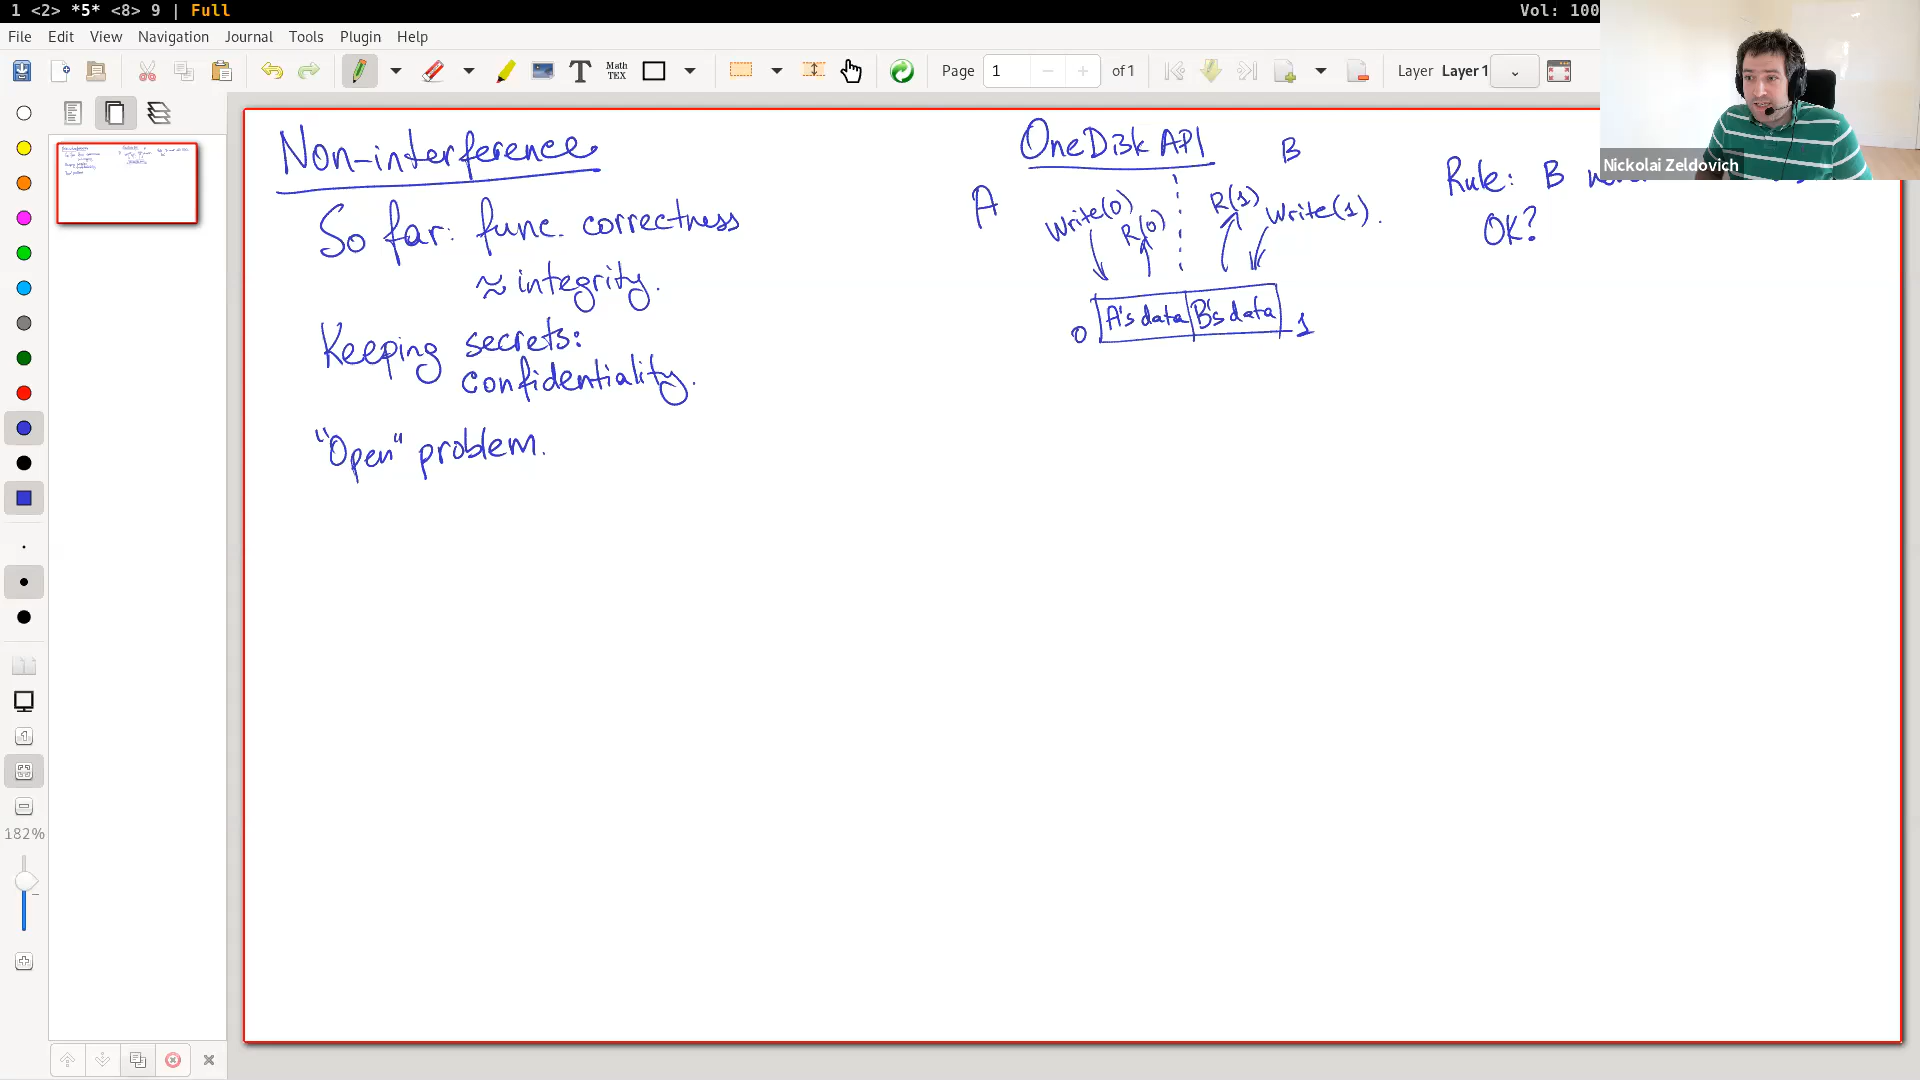 1 <2> *5* <8> 9 | Full
Vol: 100
File Edit View Navigation Journal Tools Plugin Help
Math TEX
Page 1 of 1
Layer Layer 1
Nickolai Zeldovich
Non-interference
So far: func. correctness
≈ integrity.
Keeping secrets:
confidentiality.
"Open" problem.
OneDisk API
A
B
Write(0)
R(0)
R(1)
Write(1).
0
A's data
B's data
1
Rule: B
OK?
182%